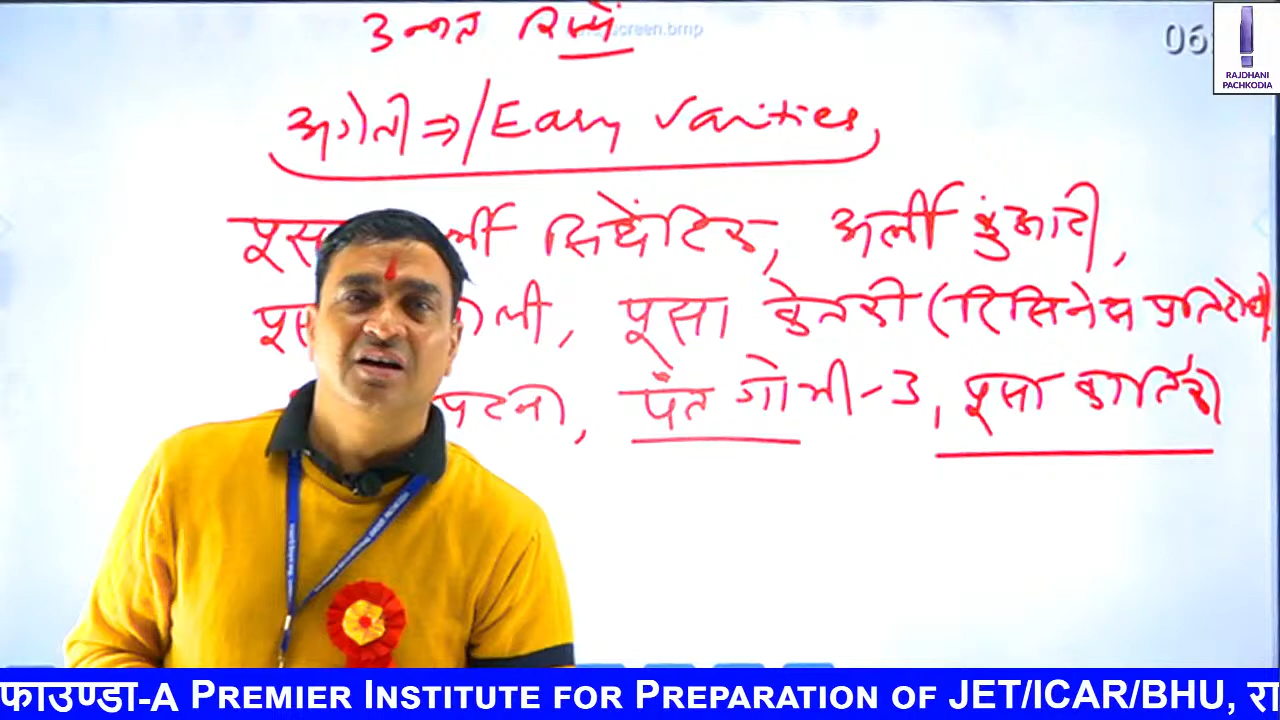 उन्नत किस्में
screen.bmp
06
RAJDHANI
PACHKODIA
अगेती ⇒ / Early Varities,
पूसा अर्ली सिंथेटिक, अर्ली कुंआरी,
दीपाली, पूसा केतकी (रिसिनेस प्रतिरोधी)
पटना, पंत गोभी-3, पूसा कार्तिकी
फाउण्डा-A PREMIER INSTITUTE FOR PREPARATION OF JET/ICAR/BHU, रा